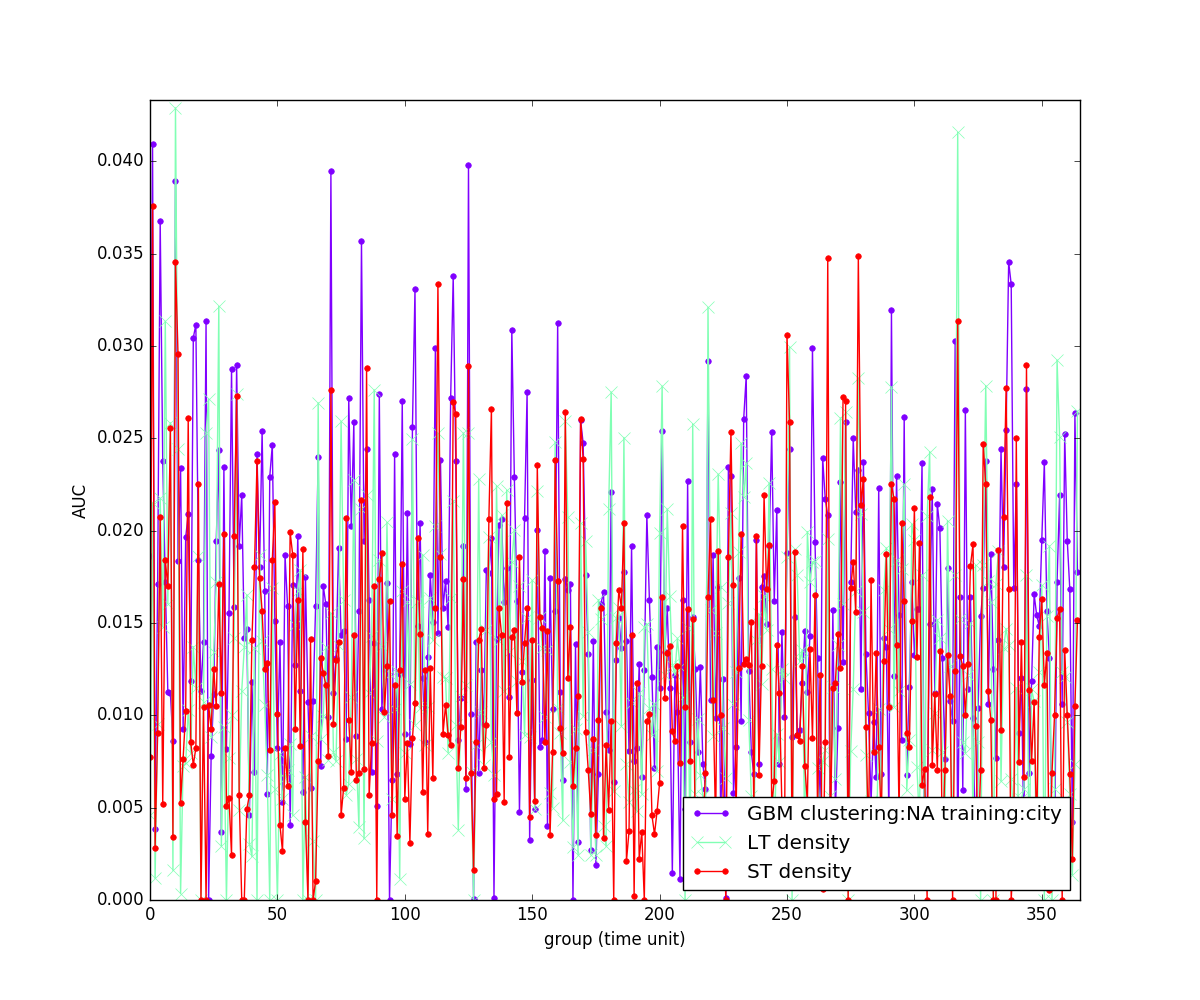 AUC
0.040
0.035
0.030
0.025
0.020
0.015
0.010
0.005
0.000
0 50 100 150 200 250 300 350
group (time unit)
GBM clustering:NA training:city
LT density
ST density